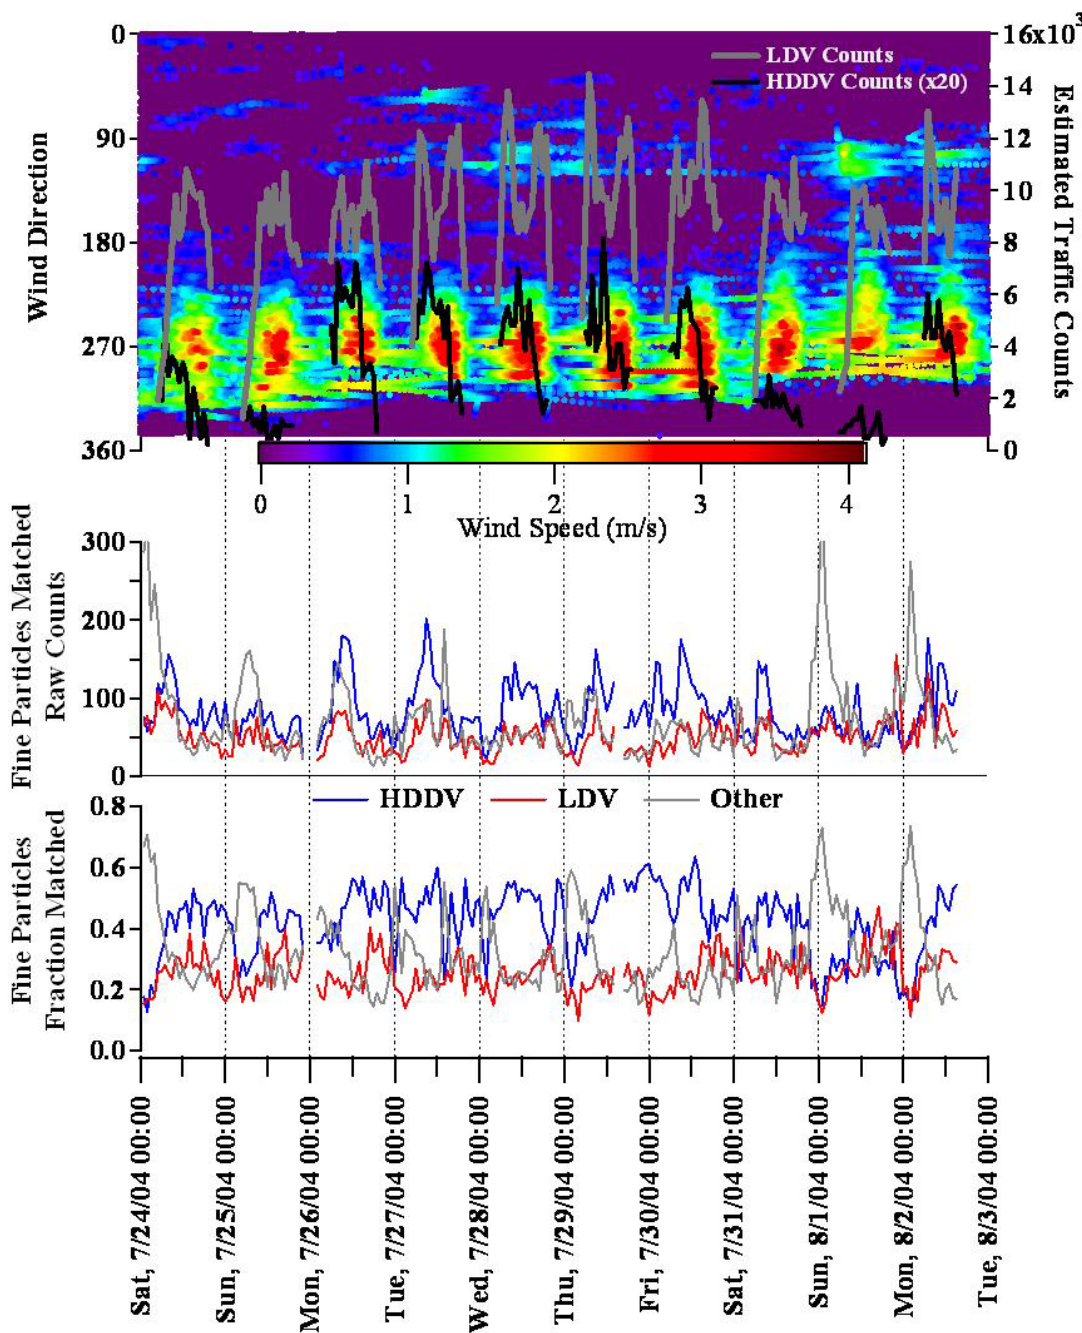 0
90
180
270
360
Wind Direction
LDV Counts
HDDV Counts (x20)
16x10³
14
12
10
8
6
4
2
0
Estimated Traffic Counts
0 1 2 3 4
Wind Speed (m/s)
300
200
100
0
Fine Particles Matched
Raw Counts
HDDV LDV Other
0.8
0.6
0.4
0.2
0.0
Fine Particles
Fraction Matched
Sat, 7/24/04 00:00
Sun, 7/25/04 00:00
Mon, 7/26/04 00:00
Tue, 7/27/04 00:00
Wed, 7/28/04 00:00
Thu, 7/29/04 00:00
Fri, 7/30/04 00:00
Sat, 7/31/04 00:00
Sun, 8/1/04 00:00
Mon, 8/2/04 00:00
Tue, 8/3/04 00:00